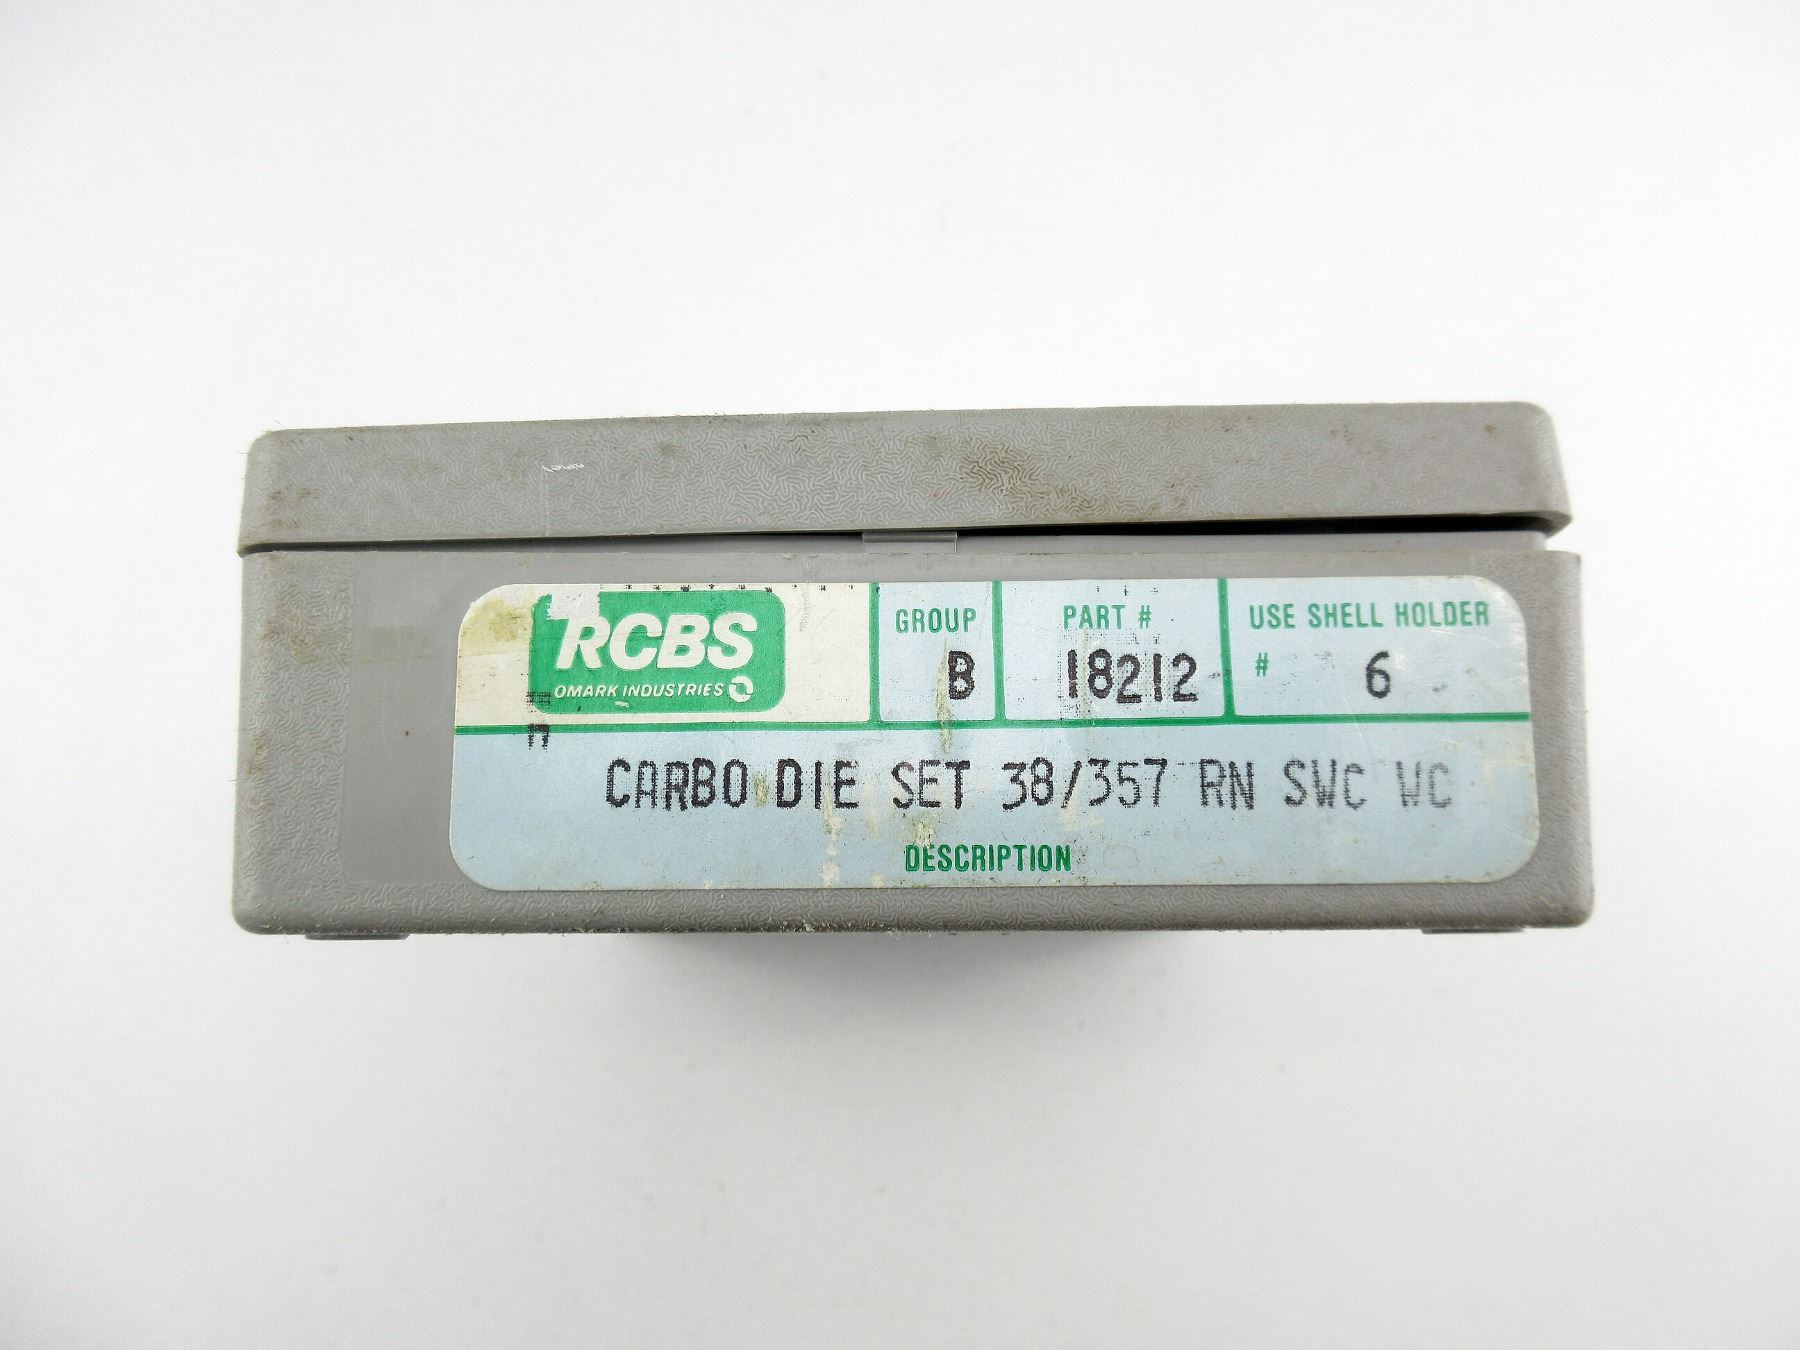 RCBS
OMARK INDUSTRIES
GROUP
B
PART #
18212
USE SHELL HOLDER
# 6
CARBO DIE SET 38/357 RN SWC WC
DESCRIPTION